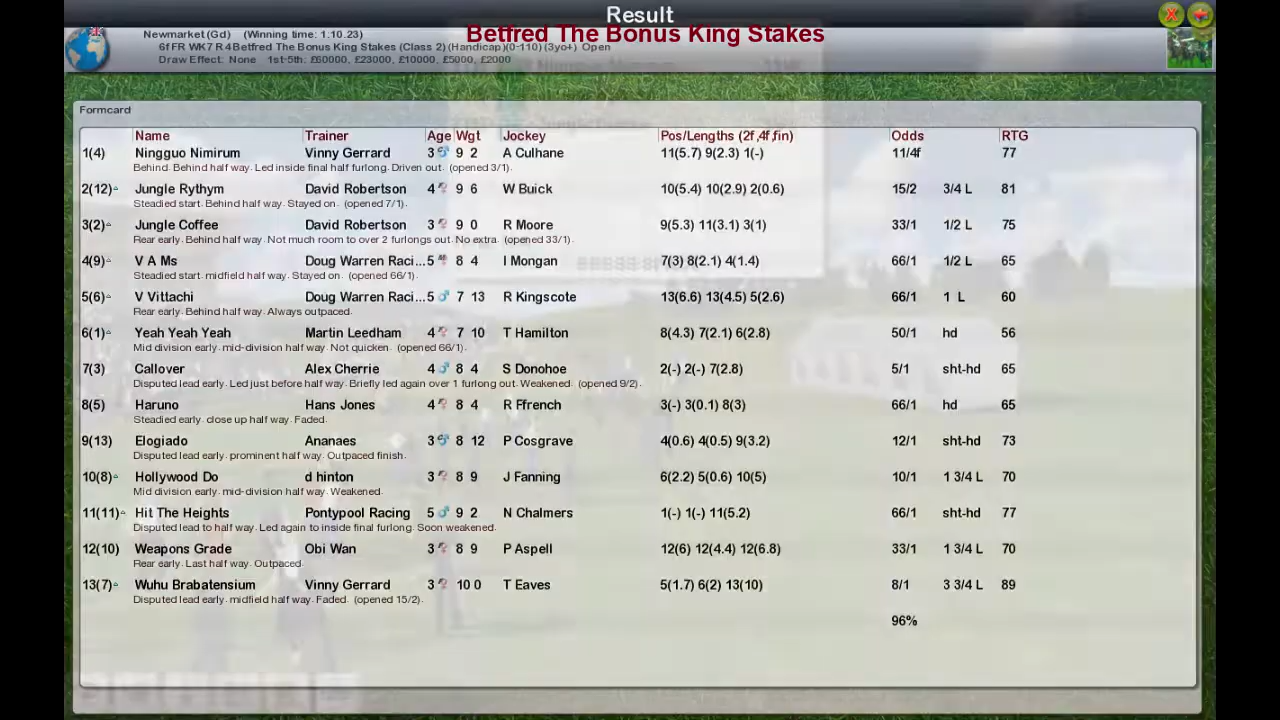 Result
Betfred The Bonus King Stakes
Newmarket (Gd) (Winning time: 1.10.23)
6f FR WK7 R 4 Betfred The Bonus King Stakes (Class 2) (Handicap)(0-110) (3yo+) Open
Draw Effect: None 1st-5th: £60000, £23000, £10000, £5000, £2000
Formcard
Name Trainer Age Wgt Jockey Pos/Lengths (2f,4f,fin) Odds RTG
1(4) Ningguo Nimirum Vinny Gerrard 3 9 2 A Culhane 11(5.7) 9(2.3) 1(-) 11/4f 77
Behind. Behind half way. Led inside final half furlong. Driven out. (opened 3/1).
2(12) Jungle Rythym David Robertson 4 9 6 W Buick 10(5.4) 10(2.9) 2(0.6) 15/2 3/4 L 81
Steadied start. Behind half way. Stayed on. (opened 7/1).
3(2) Jungle Coffee David Robertson 3 9 0 R Moore 9(5.3) 11(3.1) 3(1) 33/1 1/2 L 75
Rear early. Behind half way. Not much room to over 2 furlongs out. No extra. (opened 33/1).
4(9) V A Ms Doug Warren Raci... 5 8 4 I Mongan 7(3) 8(2.1) 4(1.4) 66/1 1/2 L 65
Steadied start. midfield half way. Stayed on. (opened 66/1).
5(6) V Vittachi Doug Warren Raci... 5 7 13 R Kingscote 13(6.6) 13(4.5) 5(2.6) 66/1 1 L 60
Rear early. Behind half way. Always outpaced.
6(1) Yeah Yeah Yeah Martin Leedham 4 7 10 T Hamilton 8(4.3) 7(2.1) 6(2.8) 50/1 hd 56
Mid division early. mid-division half way. Not quicken. (opened 66/1).
7(3) Callover Alex Cherrie 4 8 4 S Donohoe 2(-) 2(-) 7(2.8) 5/1 sht-hd 65
Disputed lead early. Led just before half way. Briefly led again over 1 furlong out. Weakened. (opened 9/2).
8(5) Haruno Hans Jones 4 8 4 R Ffrench 3(-) 3(0.1) 8(3) 66/1 hd 65
Steadied early. close up half way. Faded.
9(13) Elogiado Ananaes 3 8 12 P Cosgrave 4(0.6) 4(0.5) 9(3.2) 12/1 sht-hd 73
Disputed lead early. prominent half way. Outpaced finish.
10(8) Hollywood Do d hinton 3 8 9 J Fanning 6(2.2) 5(0.6) 10(5) 10/1 1 3/4 L 70
Mid division early. mid-division half way. Weakened.
11(11) Hit The Heights Pontypool Racing 5 9 2 N Chalmers 1(-) 1(-) 11(5.2) 66/1 sht-hd 77
Disputed lead to half way. Led again to inside final furlong. Soon weakened.
12(10) Weapons Grade Obi Wan 3 8 9 P Aspell 12(6) 12(4.4) 12(6.8) 33/1 1 3/4 L 70
Rear early. Last half way. Outpaced.
13(7) Wuhu Brabatensium Vinny Gerrard 3 10 0 T Eaves 5(1.7) 6(2) 13(10) 8/1 3 3/4 L 89
Disputed lead early. midfield half way. Faded. (opened 15/2).
96%